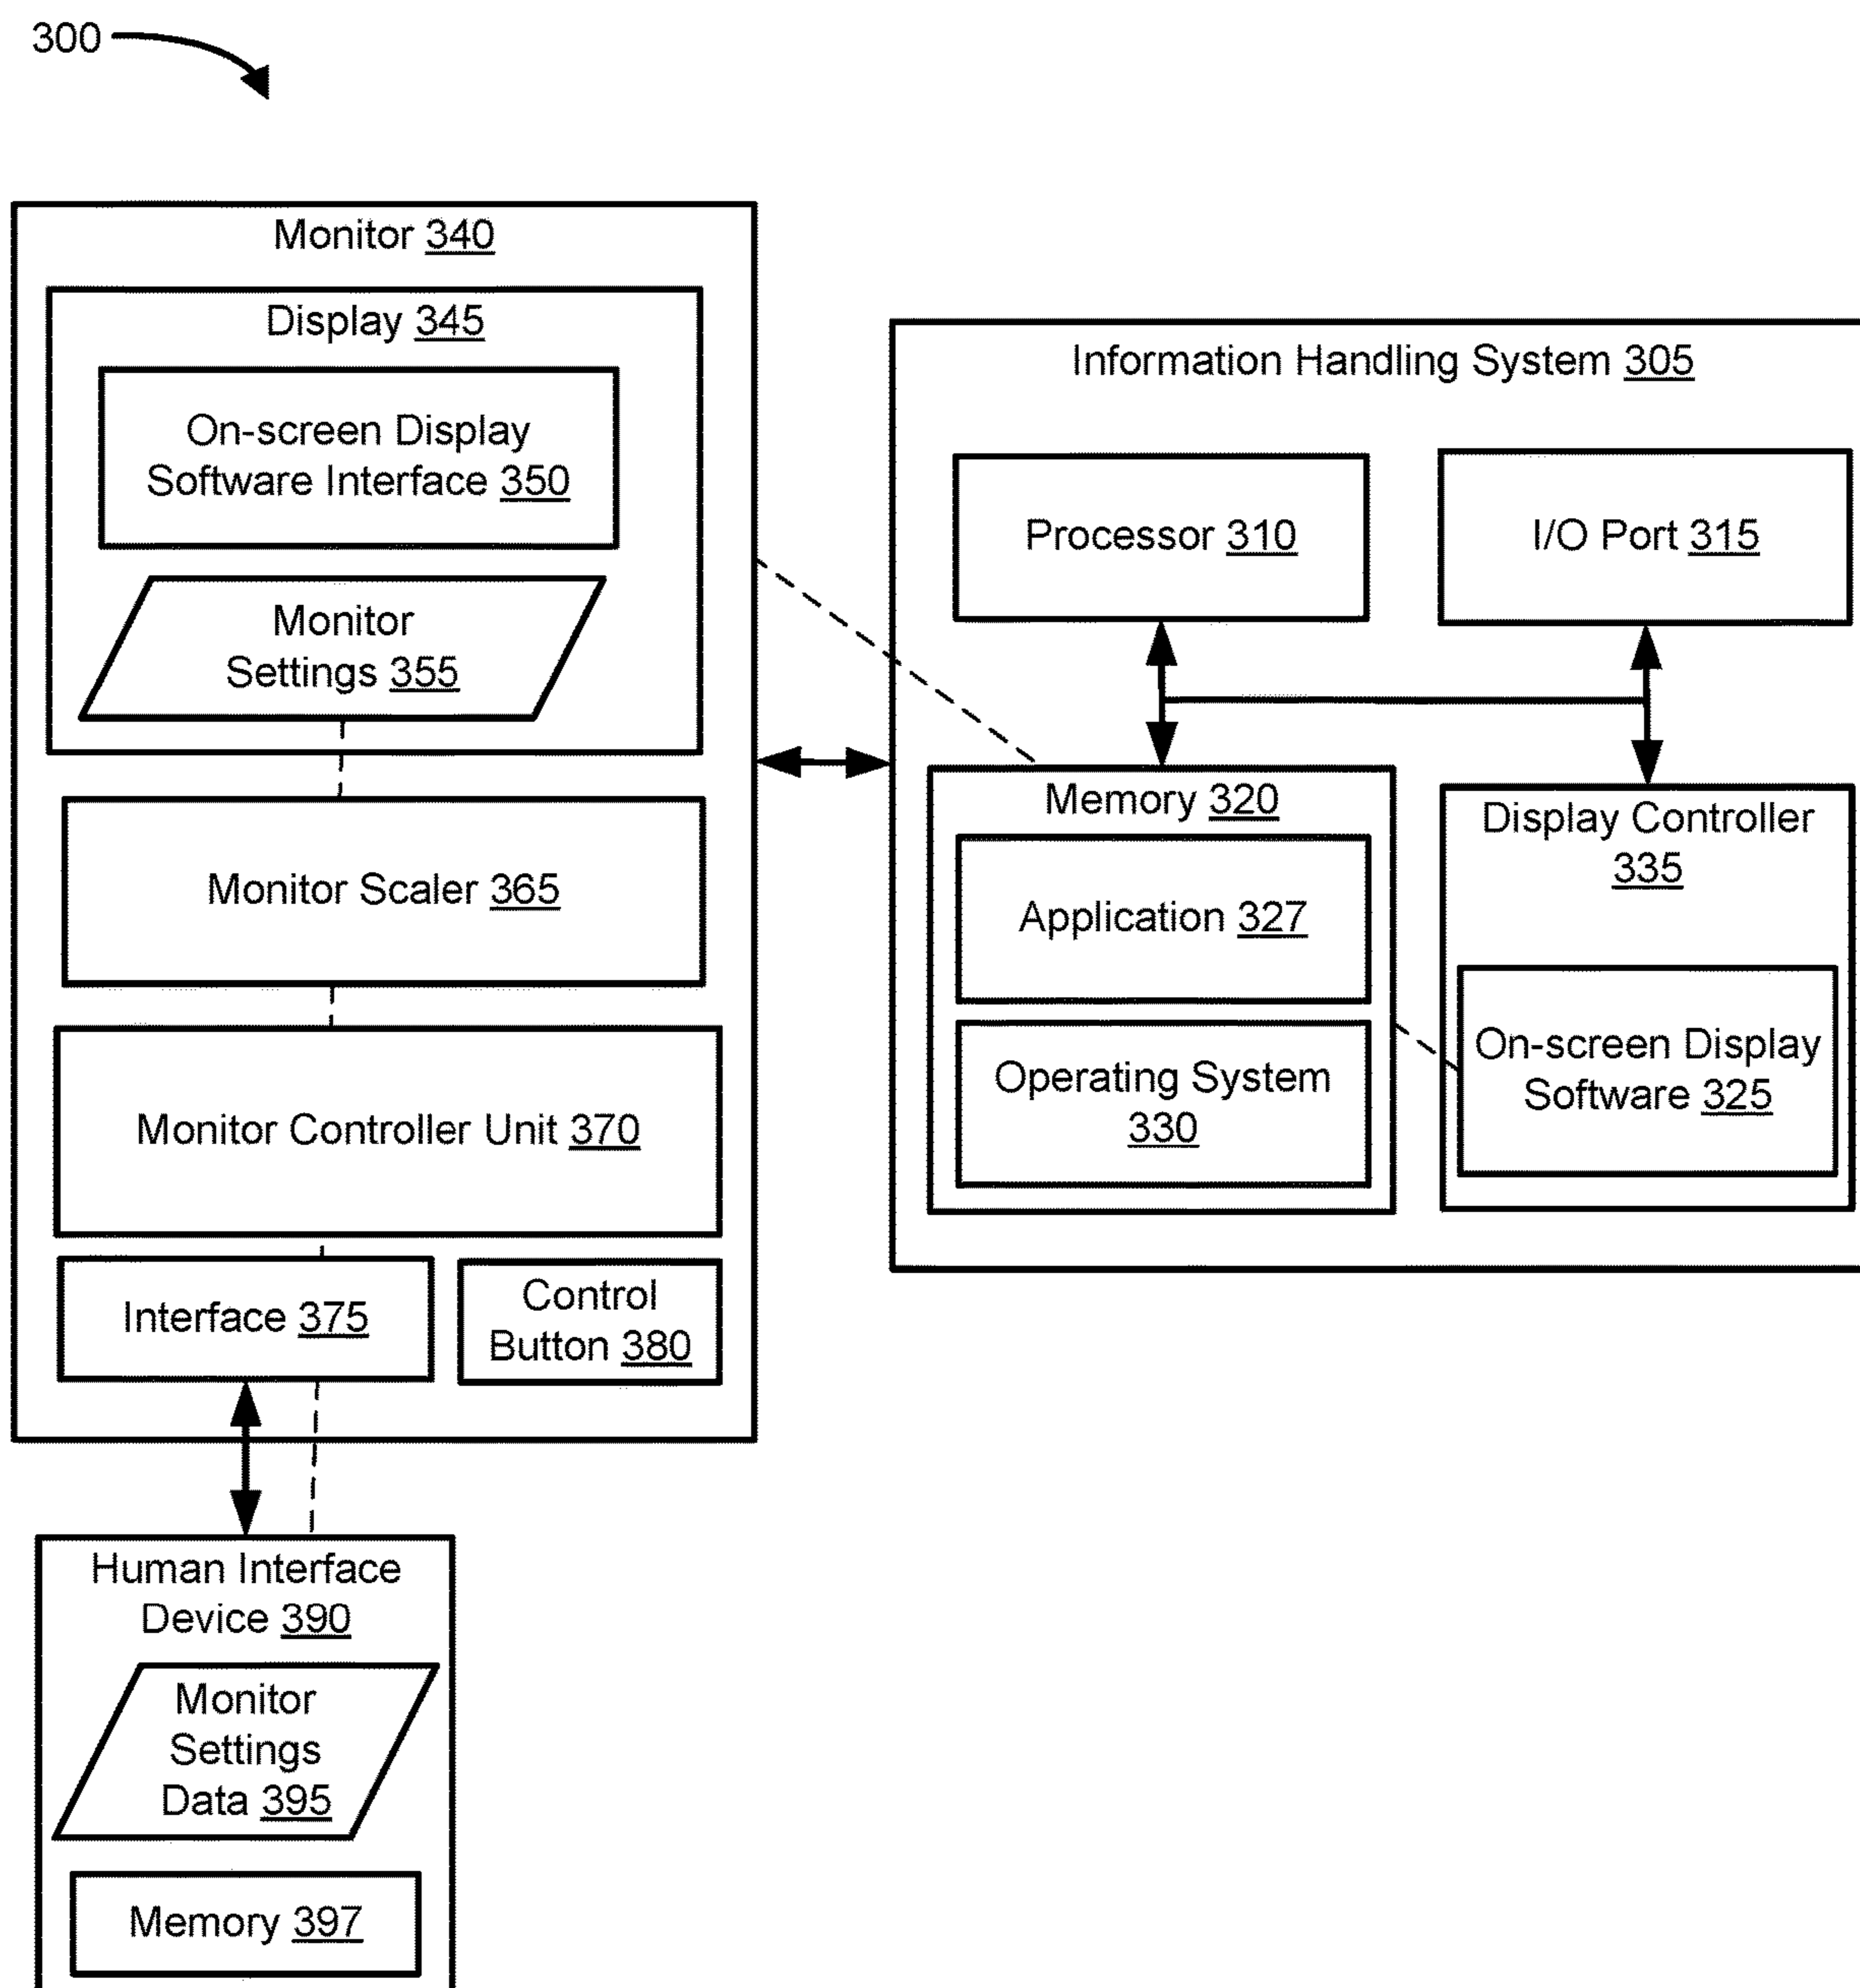 300
Monitor 340
Display 345
On-screen Display
Software Interface 350
Monitor
Settings 355
Monitor Scaler 365
Monitor Controller Unit 370
Interface 375
Control
Button 380
Human Interface
Device 390
Monitor
Settings
Data 395
Memory 397
Information Handling System 305
Processor 310
I/O Port 315
Memory 320
Application 327
Operating System
330
Display Controller
335
On-screen Display
Software 325